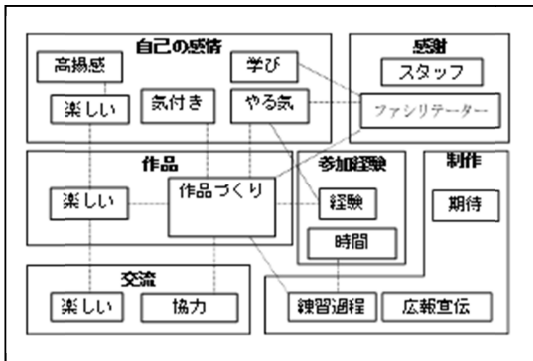 自己の感情
高揚感
学び
楽しい
気付き
やる気
感謝
スタッフ
ファシリテーター
作品
楽しい
作品づくり
参加経験
経験
時間
制作
期待
練習過程
広報宣伝
交流
楽しい
協力